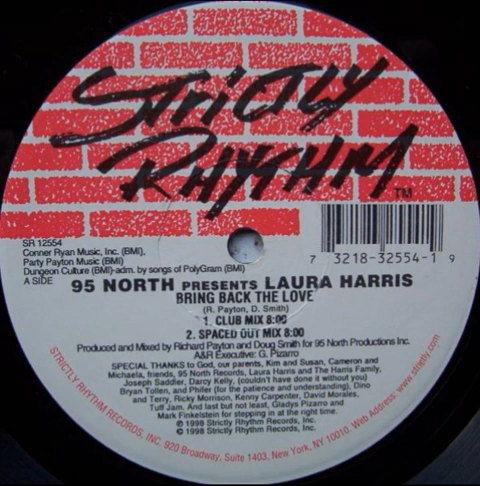 Strictly
Rhythm
TM
SR 12554
Conner Ryan Music, Inc. (BMI),
Party Payton Music (BMI)
Dungeon Culture (BMI)-adm. by songs of PolyGram (BMI)
A SIDE
7 73218-32554-1 9
95 NORTH PRESENTS LAURA HARRIS
BRING BACK THE LOVE
(R. Payton, D. Smith)
1. CLUB MIX 8:00
2. SPACED OUT MIX 8:00
Produced and Mixed by Richard Payton and Doug Smith for 95 North Productions Inc.
A&R Executive: G. Pizarro
SPECIAL THANKS to God, our parents, Kim and Susan, Cameron and
Michaela, friends, 95 North Records, Laura Harris and The Harris Family,
Joseph Saddler, Darcy Kelly, (couldn't have done it without you)
Bryan Tollen, and Philer (for the patience and understanding), Dino
and Terry, Ricky Morrison, Kenny Carpenter, David Morales,
Tuff Jam. And last but not least, Gladys Pizarro and
Mark Finkelstein for stepping in at the right time.
℗ 1998 Strictly Rhythm Records, Inc.
© 1998 Strictly Rhythm Records, Inc.
STRICTLY RHYTHM RECORDS, INC. 920 Broadway, Suite 1403, New York, NY 10010. Web Address: www.strictly.com